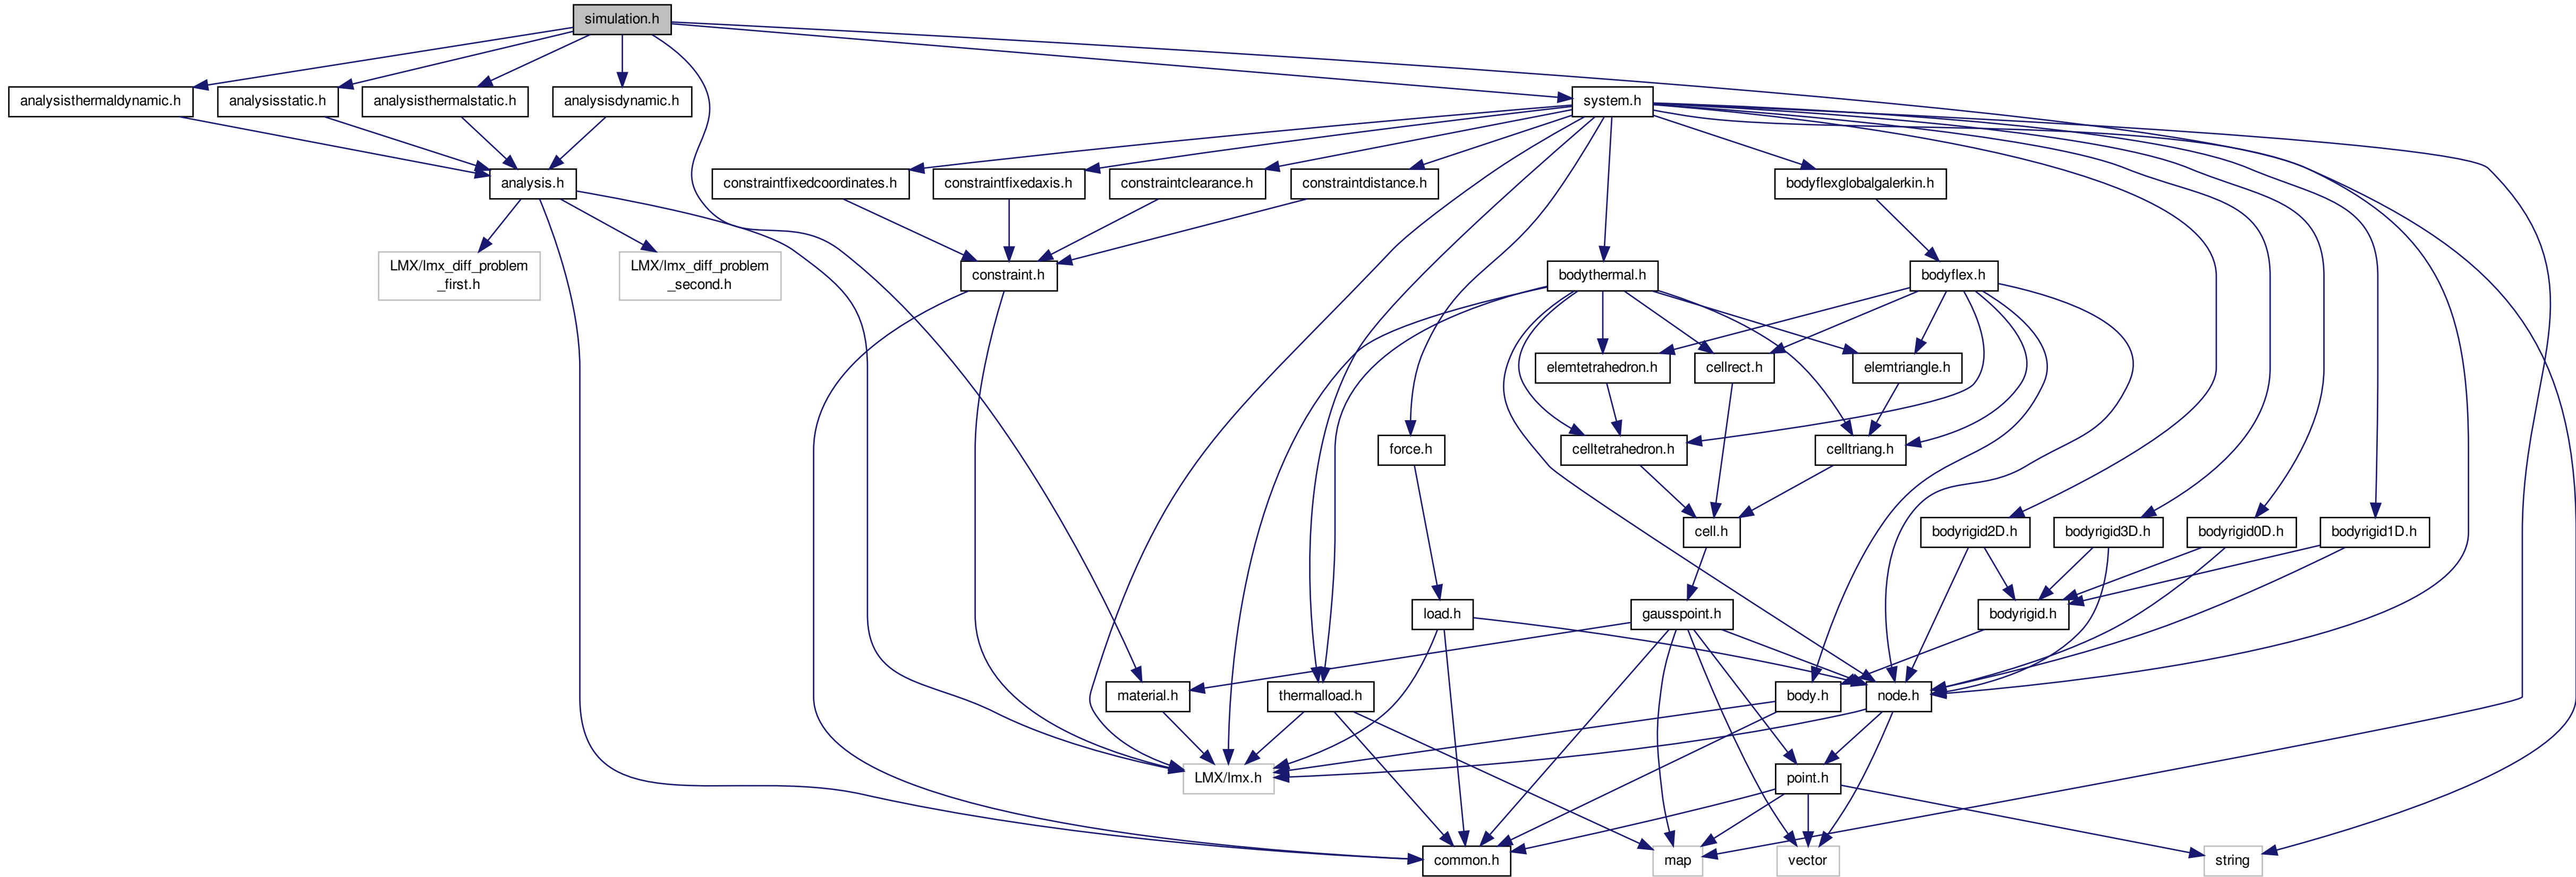 simulation.h
analysisthermaldynamic.h
analysisstatic.h
analysisthermalstatic.h
analysisdynamic.h
system.h
analysis.h
constraintfixedcoordinates.h
constraintfixedaxis.h
constraintclearance.h
constraintdistance.h
bodyflexglobalgalerkin.h
LMX/lmx_diff_problem
_first.h
LMX/lmx_diff_problem
_second.h
constraint.h
bodythermal.h
bodyflex.h
elemtetrahedron.h
cellrect.h
elemtriangle.h
force.h
celltetrahedron.h
celltriang.h
cell.h
bodyrigid2D.h
bodyrigid3D.h
bodyrigid0D.h
bodyrigid1D.h
load.h
gausspoint.h
bodyrigid.h
material.h
thermalload.h
body.h
node.h
LMX/lmx.h
point.h
common.h
map
vector
string